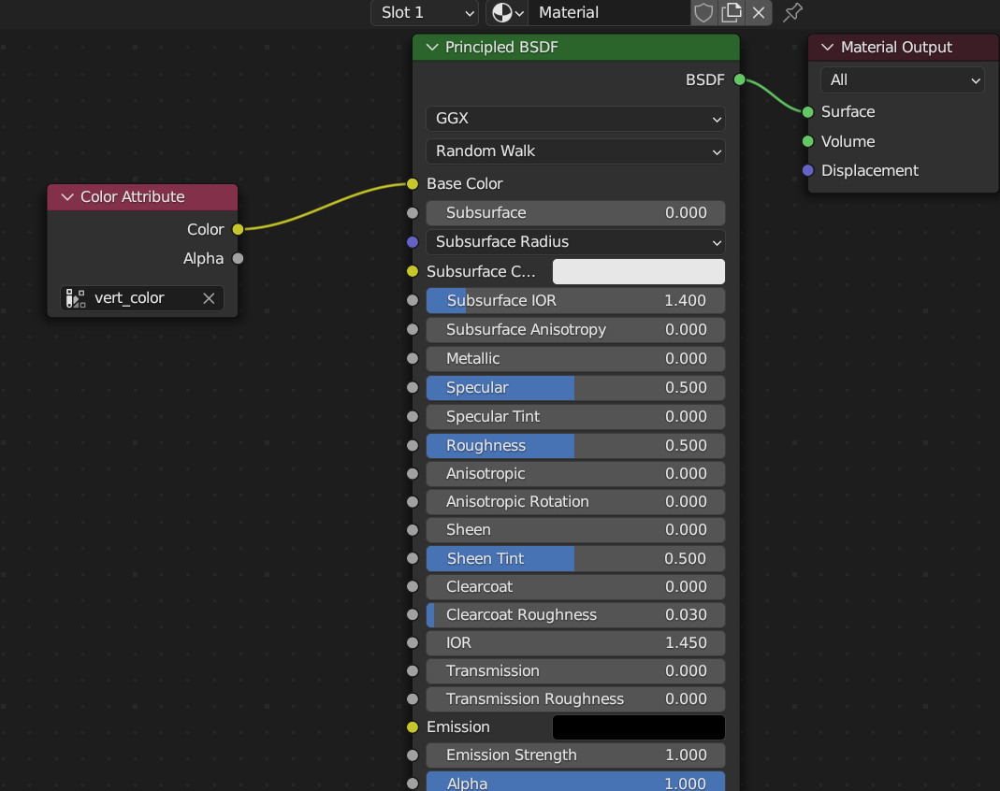 Slot 1
Material
Principled BSDF
BSDF
GGX
Random Walk
Base Color
Subsurface 0.000
Subsurface Radius
Subsurface C...
Subsurface IOR 1.400
Subsurface Anisotropy 0.000
Metallic 0.000
Specular 0.500
Specular Tint 0.000
Roughness 0.500
Anisotropic 0.000
Anisotropic Rotation 0.000
Sheen 0.000
Sheen Tint 0.500
Clearcoat 0.000
Clearcoat Roughness 0.030
IOR 1.450
Transmission 0.000
Transmission Roughness 0.000
Emission
Emission Strength 1.000
Alpha 1.000
Material Output
All
Surface
Volume
Displacement
Color Attribute
Color
Alpha
vert_color